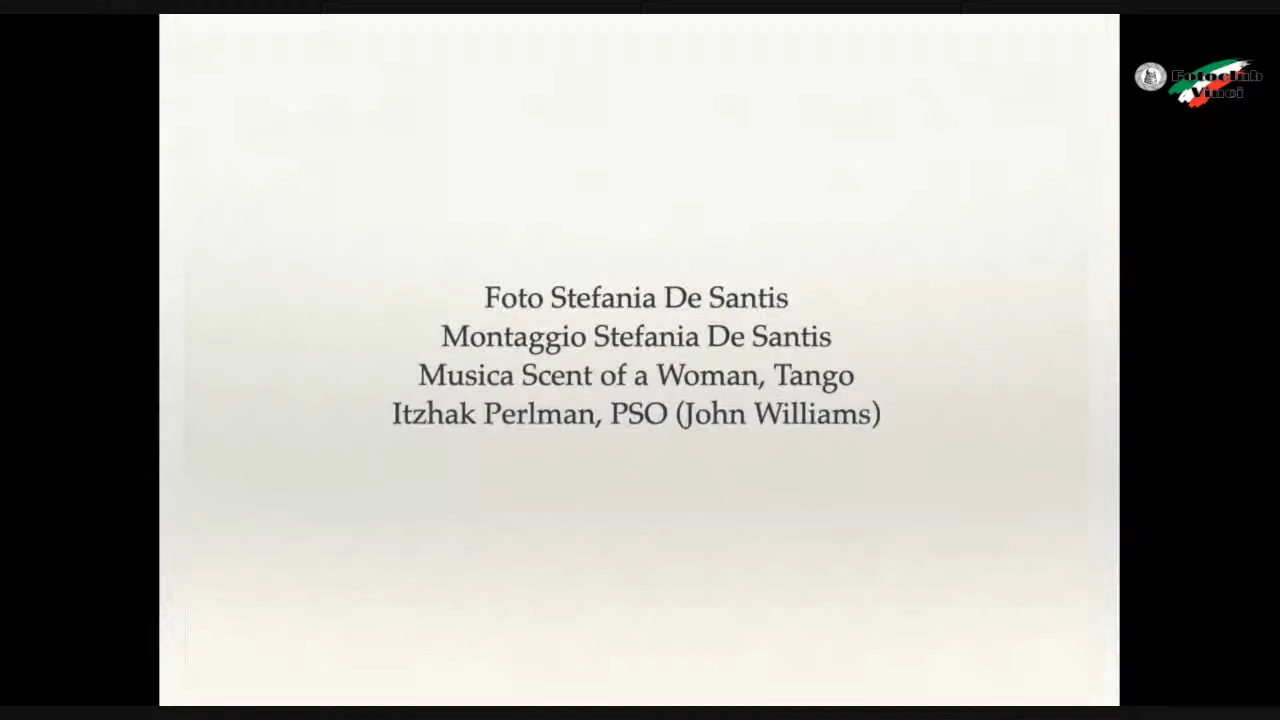 Fotoclub
Vinci
Foto Stefania De Santis
Montaggio Stefania De Santis
Musica Scent of a Woman, Tango
Itzhak Perlman, PSO (John Williams)